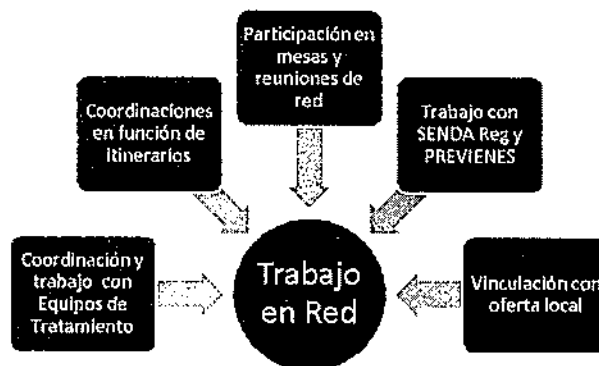 Participación en
mesas y
reuniones de
red
Coordinaciones
en función de
itinerarios
Trabajo con
SENDA Reg y
PREVIENES
Coordinación y
trabajo con
Equipos de
Tratamiento
Trabajo
en Red
Vinculación con
oferta local